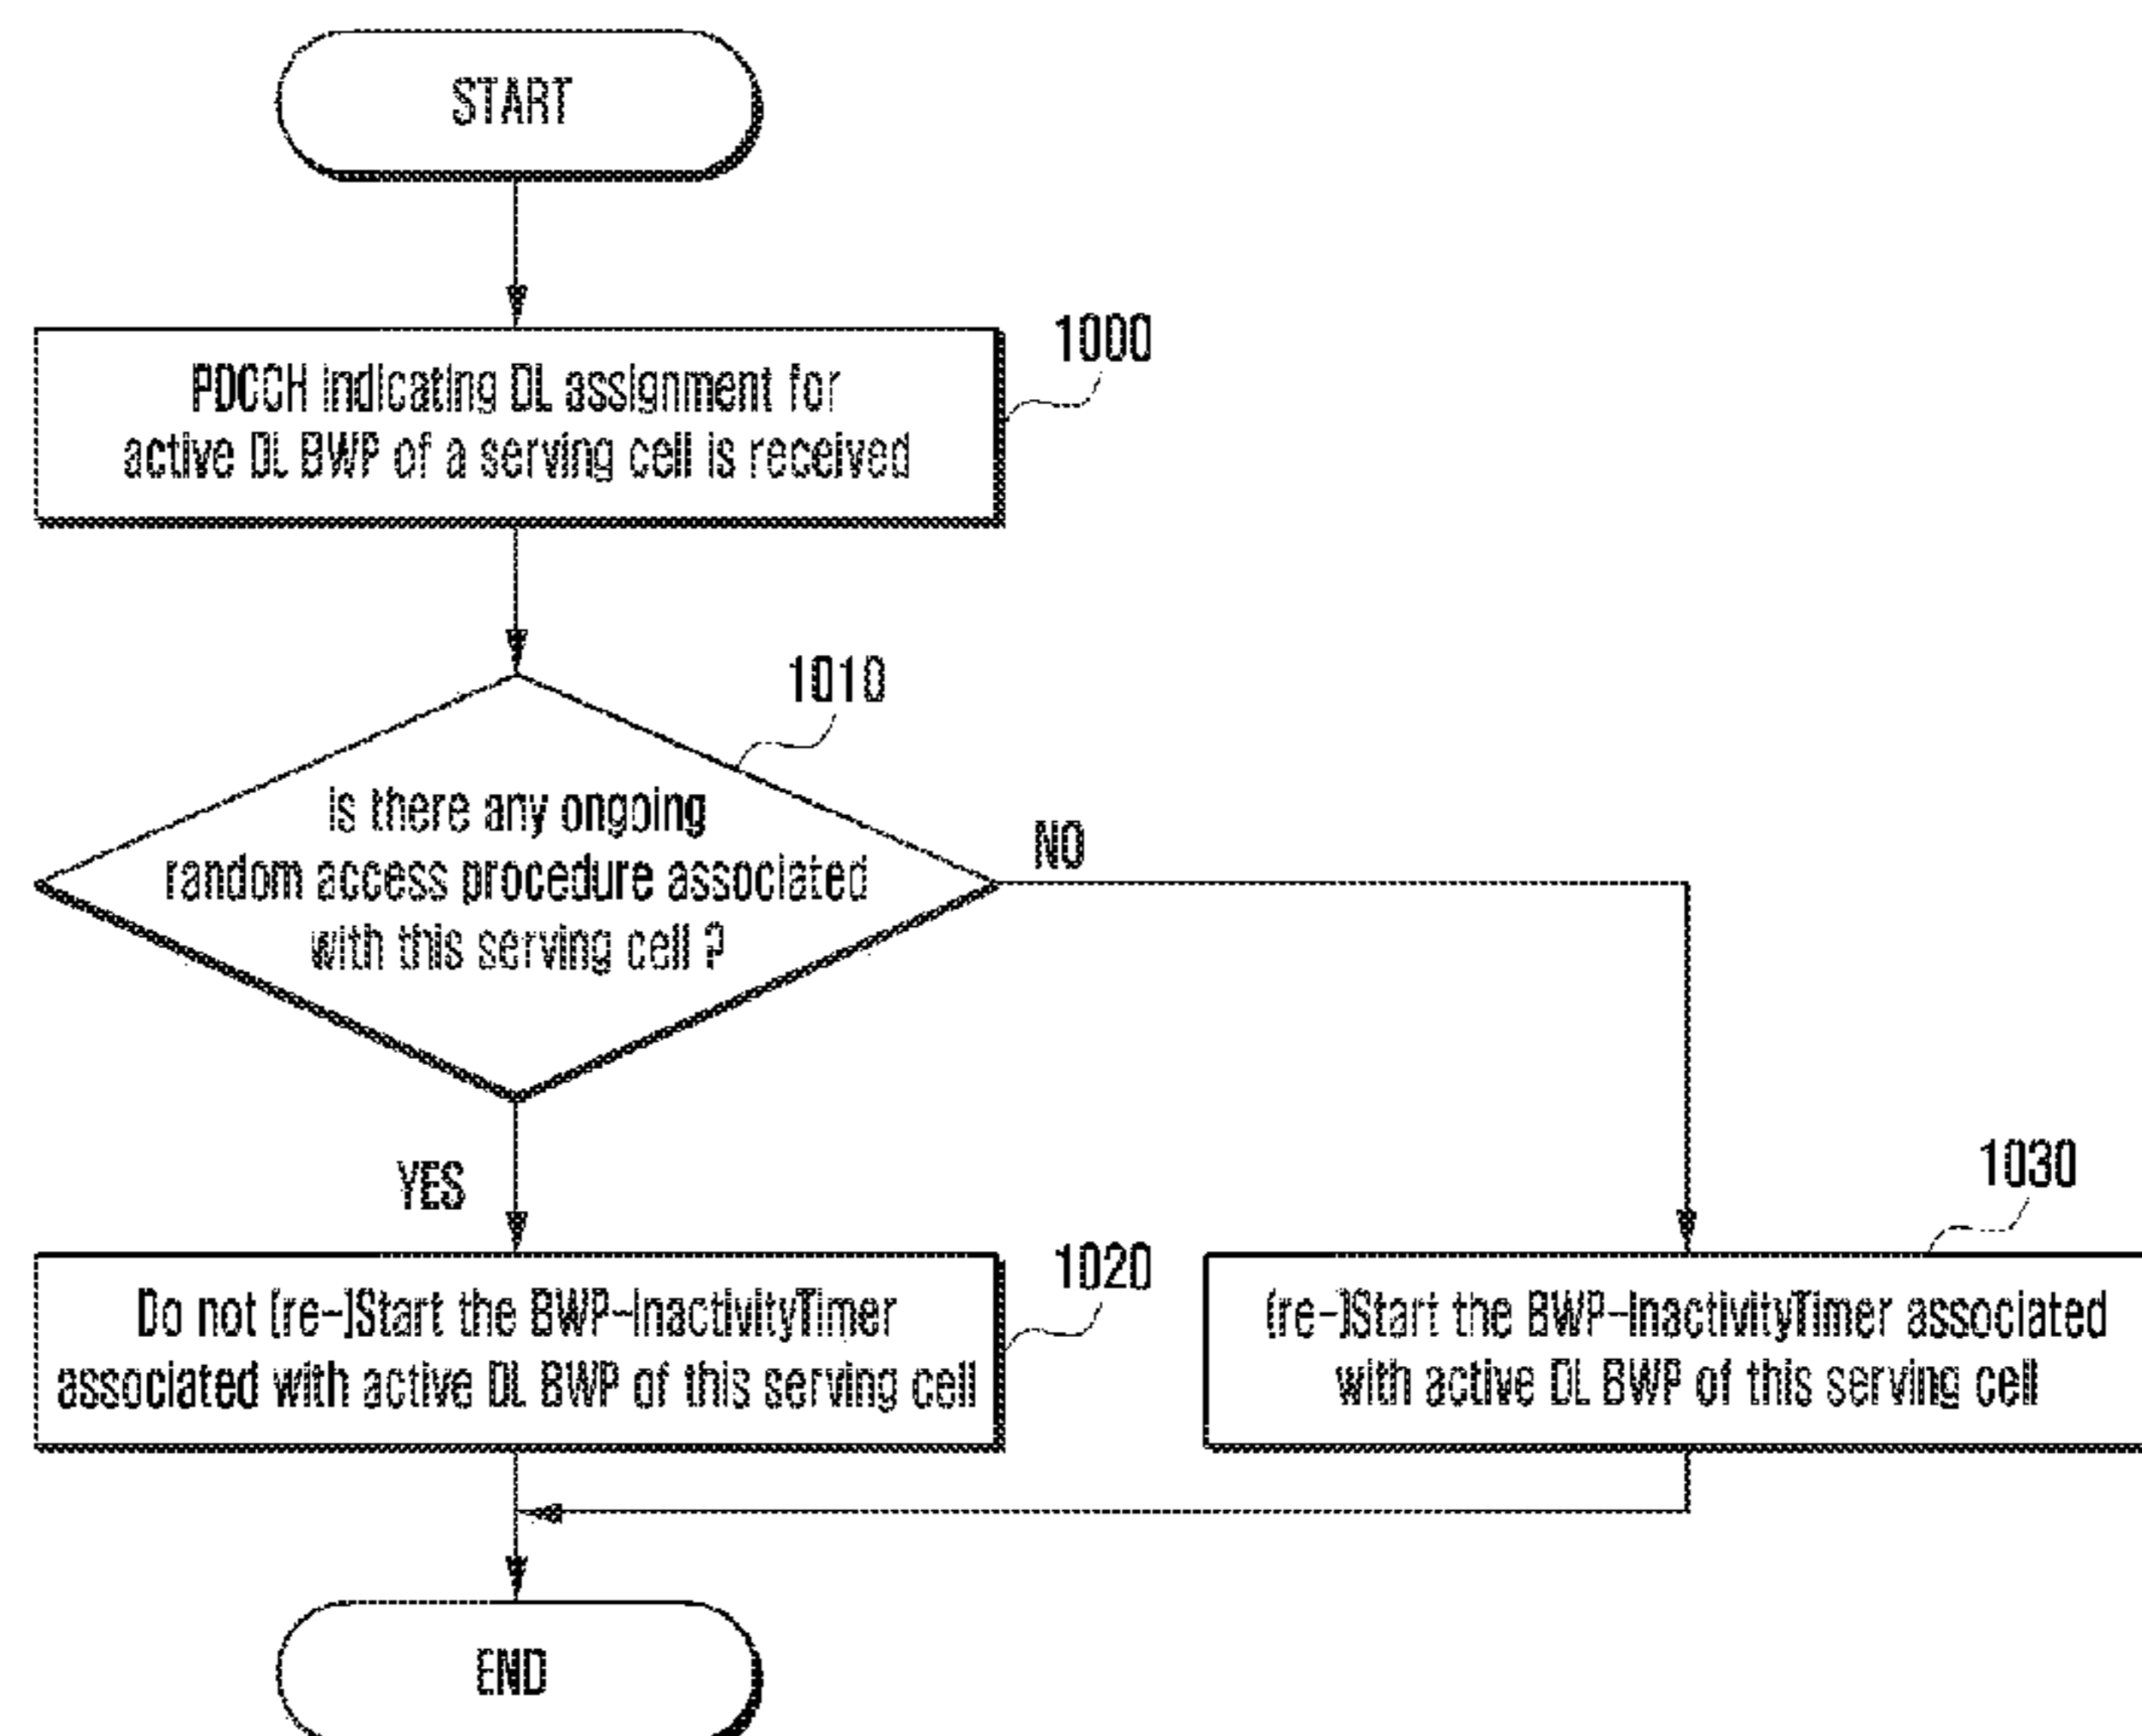 START
1000
PDCCH indicating DL assignment for
active DL BWP of a serving cell is received
1010
is there any ongoing
random access procedure associated
with this serving cell ?
NO
YES
1020
Do not (re-)Start the BWP-InactivityTimer
associated with active DL BWP of this serving cell
1030
(re-)Start the BWP-InactivityTimer associated
with active DL BWP of this serving cell
END